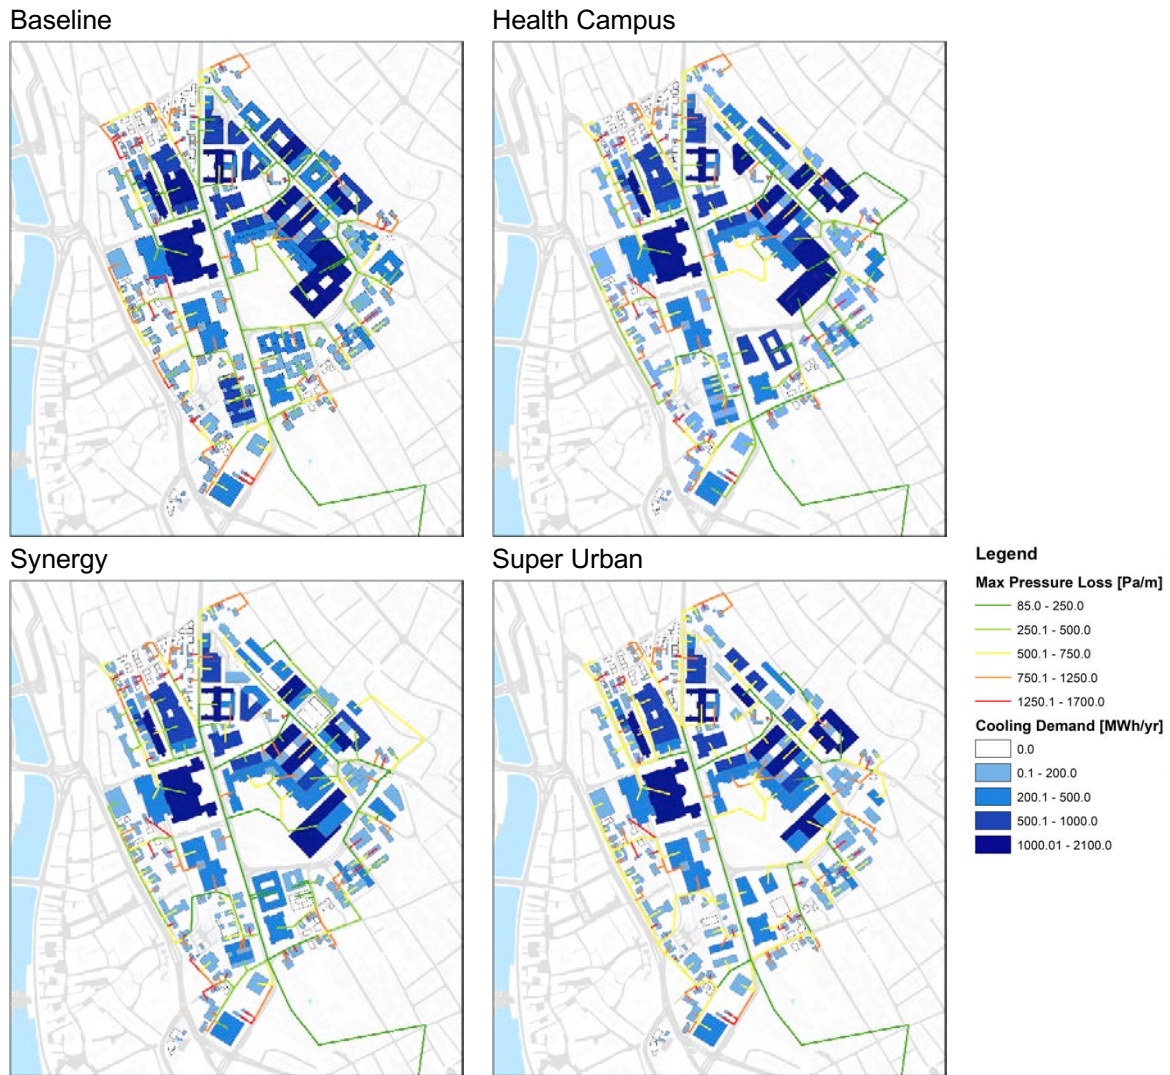 Baseline
Health Campus
Synergy
Super Urban
Legend
Max Pressure Loss [Pa/m]
85.0 - 250.0
250.1 - 500.0
500.1 - 750.0
750.1 - 1250.0
1250.1 - 1700.0
Cooling Demand [MWh/yr]
0.0
0.1 - 200.0
200.1 - 500.0
500.1 - 1000.0
1000.01 - 2100.0